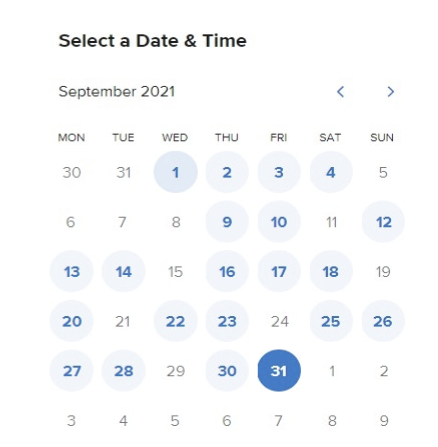 Select a Date & Time
September 2021
MON TUE WED THU FRI SAT SUN
30 31 1 2 3 4 5
6 7 8 9 10 11 12
13 14 15 16 17 18 19
20 21 22 23 24 25 26
27 28 29 30 31 1 2
3 4 5 6 7 8 9